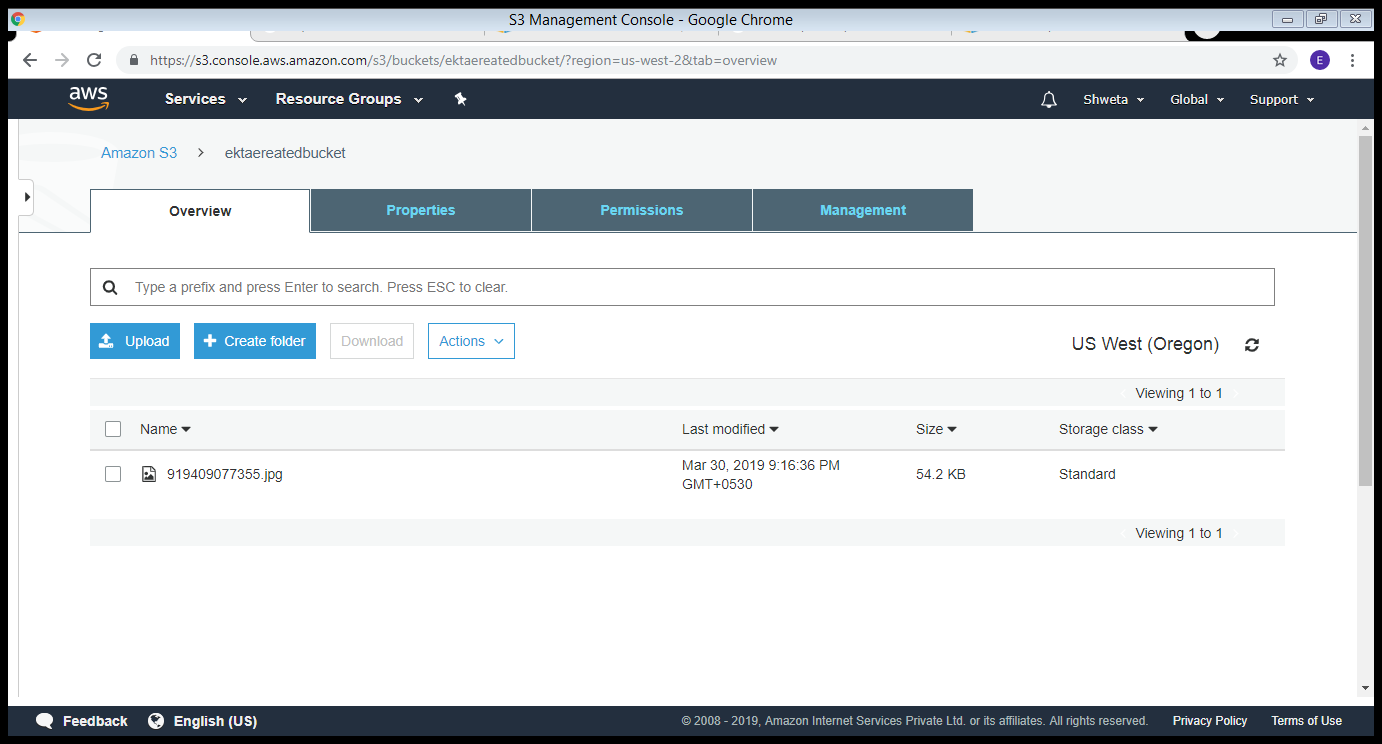 S3 Management Console - Google Chrome
https://s3.console.aws.amazon.com/s3/buckets/ektaereatedbucket/?region=us-west-2&tab=overview
E
aws Services Resource Groups Shweta Global Support
Amazon S3 > ektaereatedbucket
Overview Properties Permissions Management
Type a prefix and press Enter to search. Press ESC to clear.
Upload + Create folder Download Actions US West (Oregon)
Viewing 1 to 1
Name Last modified Size Storage class
919409077355.jpg Mar 30, 2019 9:16:36 PM 54.2 KB Standard
GMT+0530
Viewing 1 to 1
Feedback English (US) © 2008 - 2019, Amazon Internet Services Private Ltd. or its affiliates. All rights reserved. Privacy Policy Terms of Use